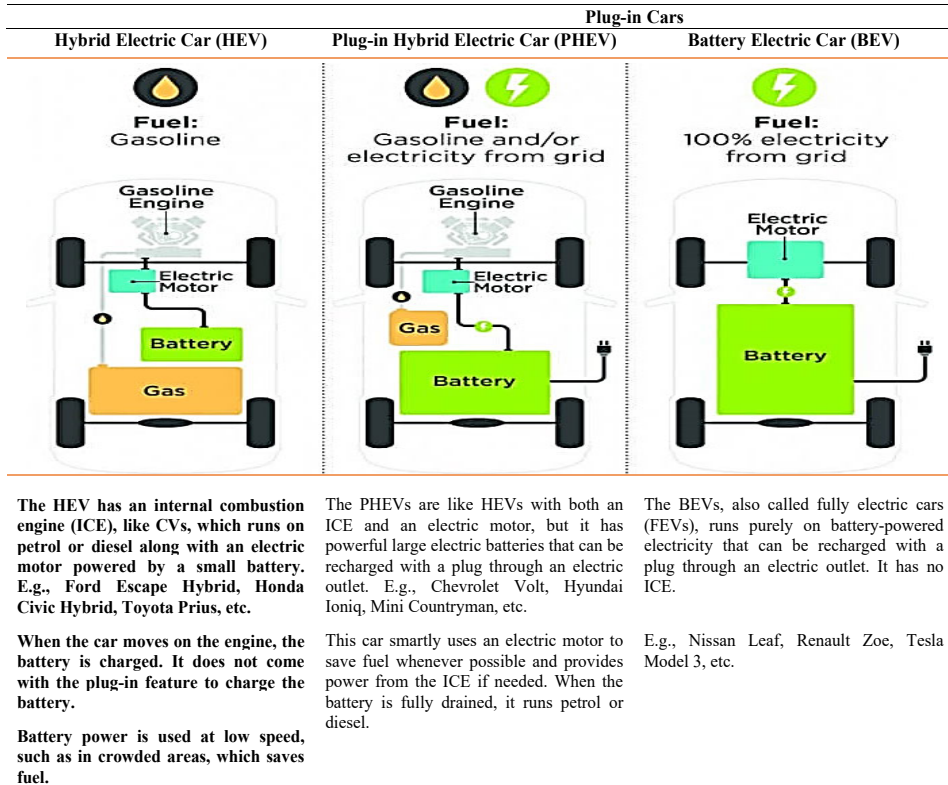 Plug-in Cars
Hybrid Electric Car (HEV)
Plug-in Hybrid Electric Car (PHEV)
Battery Electric Car (BEV)
Fuel:
Gasoline
Gasoline
Engine
Electric
Motor
Battery
Gas
Fuel:
Gasoline and/or
electricity from grid
Gasoline
Engine
Electric
Motor
Gas
Battery
Fuel:
100% electricity
from grid
Electric
Motor
Battery
The HEV has an internal combustion
engine (ICE), like CVs, which runs on
petrol or diesel along with an electric
motor powered by a small battery.
E.g., Ford Escape Hybrid, Honda
Civic Hybrid, Toyota Prius, etc.
When the car moves on the engine, the
battery is charged. It does not come
with the plug-in feature to charge the
battery.
Battery power is used at low speed,
such as in crowded areas, which saves
fuel.
The PHEVs are like HEVs with both an
ICE and an electric motor, but it has
powerful large electric batteries that can be
recharged with a plug through an electric
outlet. E.g., Chevrolet Volt, Hyundai
Ioniq, Mini Countryman, etc.
This car smartly uses an electric motor to
save fuel whenever possible and provides
power from the ICE if needed. When the
battery is fully drained, it runs petrol or
diesel.
The BEVs, also called fully electric cars
(FEVs), runs purely on battery-powered
electricity that can be recharged with a
plug through an electric outlet. It has no
ICE.
E.g., Nissan Leaf, Renault Zoe, Tesla
Model 3, etc.